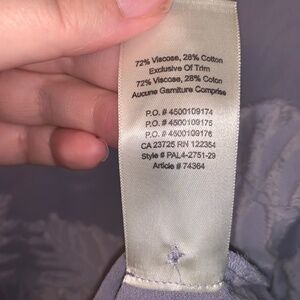 72% Viscose, 28% Cotton
Exclusive Of Trim
72% Viscose, 28% Coton
Aucune Garniture Comprise
P.O. # 4500109174
P.O. # 4500109175
P.O. # 4500109176
CA 23725 RN 122354
Style # PAL4-2751-29
Article # 74364